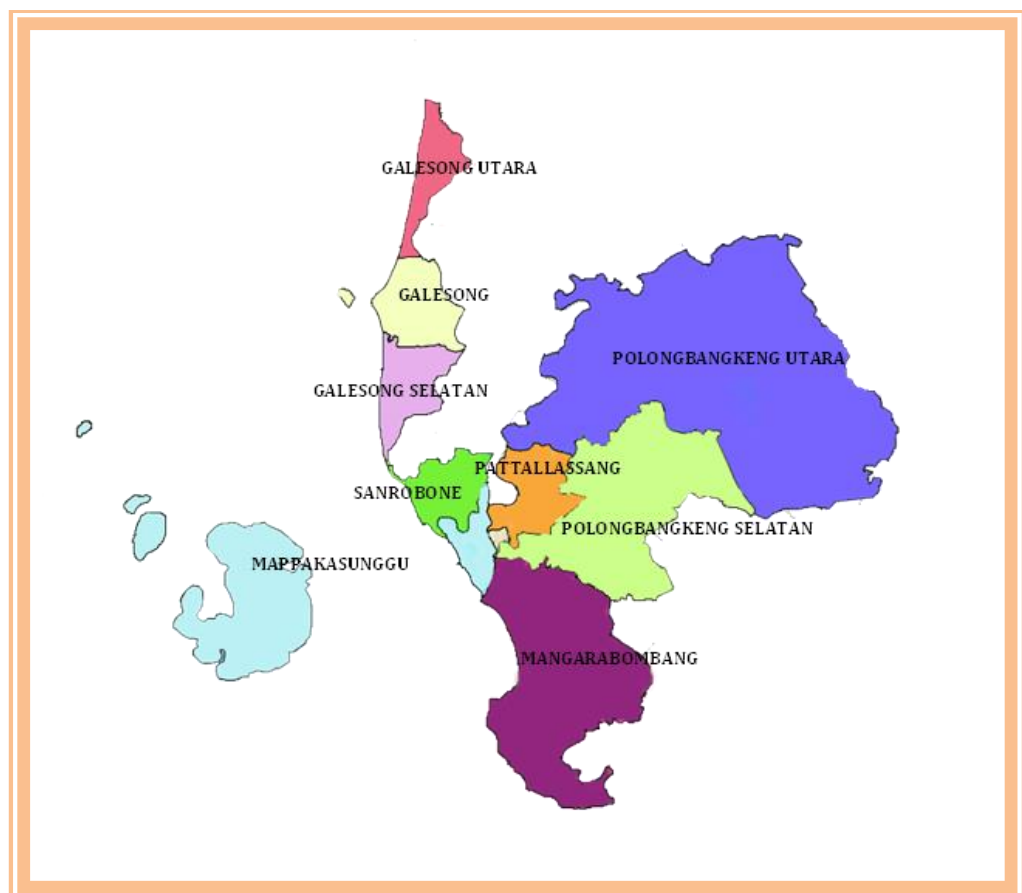 GALESONG UTARA
GALESONG
POLONGBANGKENG UTARA
GALESONG SELATAN
PATTALLASSANG
SANROBONE
POLONGBANGKENG SELATAN
MAPPAKASUNGGU
MANGARABOMBANG